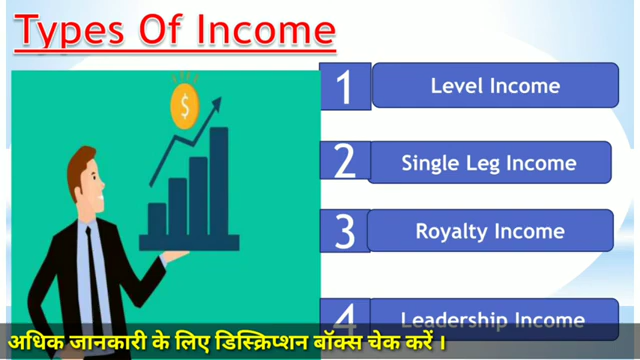 Types Of Income
1 Level Income
$
2 Single Leg Income
3 Royalty Income
4 Leadership Income
अधिक जानकारी के लिए डिस्क्रिप्शन बॉक्स चेक करें ।